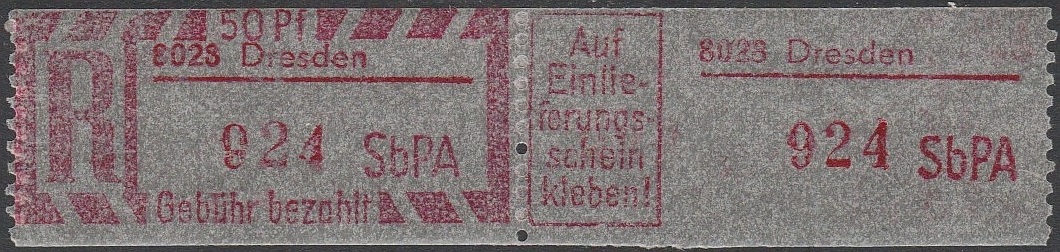 50 Pf
R
8023 Dresden
924 SbPA
Gebühr bezahlt
Auf
Einlie-
ferungs-
schein
kleben!
8023 Dresden
924 SbPA